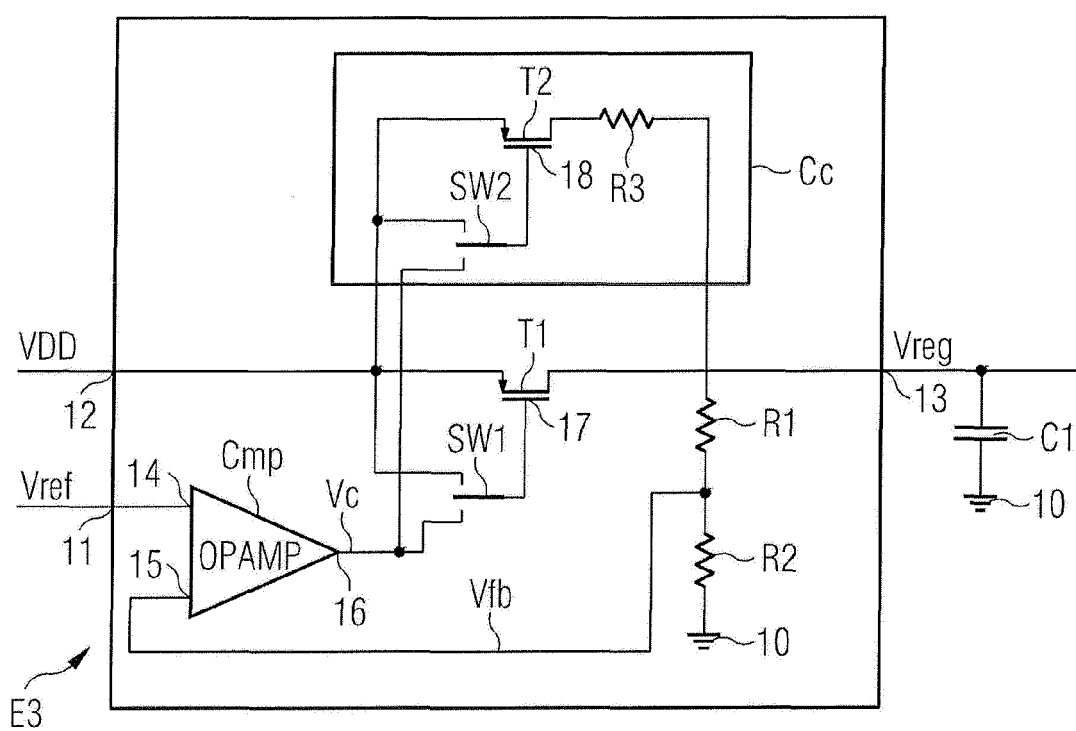 T2
18
R3
Cc
SW2
VDD
T1
Vreg
12
17
13
R1
C1
SW1
Cmp
Vref
14
Vc
10
11
OPAMP
15
16
R2
Vfb
10
E3